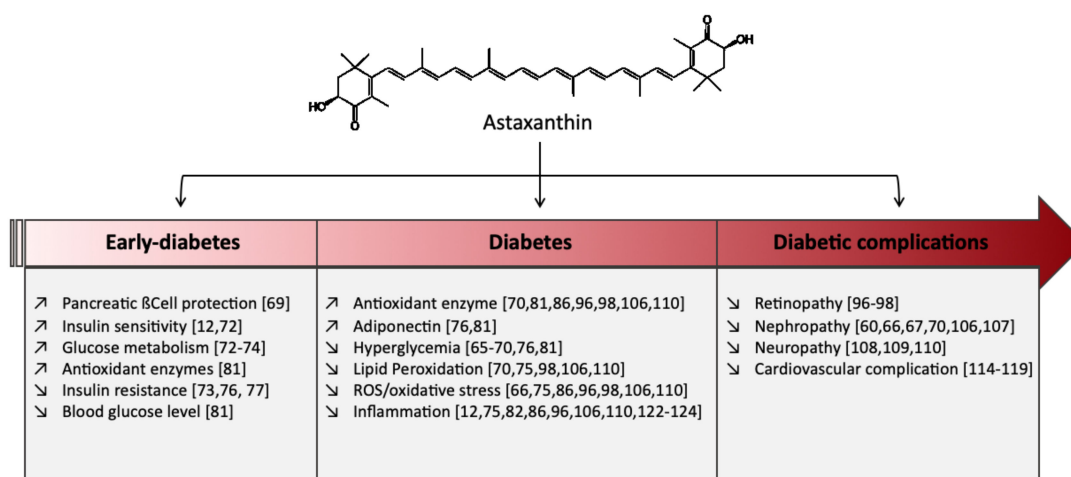 O
OH
HO
O
Astaxanthin
Early-diabetes
Diabetes
Diabetic complications
↗ Pancreatic ßCell protection [69]
↗ Insulin sensitivity [12,72]
↗ Glucose metabolism [72-74]
↗ Antioxidant enzymes [81]
↘ Insulin resistance [73,76, 77]
↘ Blood glucose level [81]
↗ Antioxidant enzyme [70,81,86,96,98,106,110]
↗ Adiponectin [76,81]
↘ Hyperglycemia [65-70,76,81]
↘ Lipid Peroxidation [70,75,98,106,110]
↘ ROS/oxidative stress [66,75,86,96,98,106,110]
↘ Inflammation [12,75,82,86,96,106,110,122-124]
↘ Retinopathy [96-98]
↘ Nephropathy [60,66,67,70,106,107]
↘ Neuropathy [108,109,110]
↘ Cardiovascular complication [114-119]